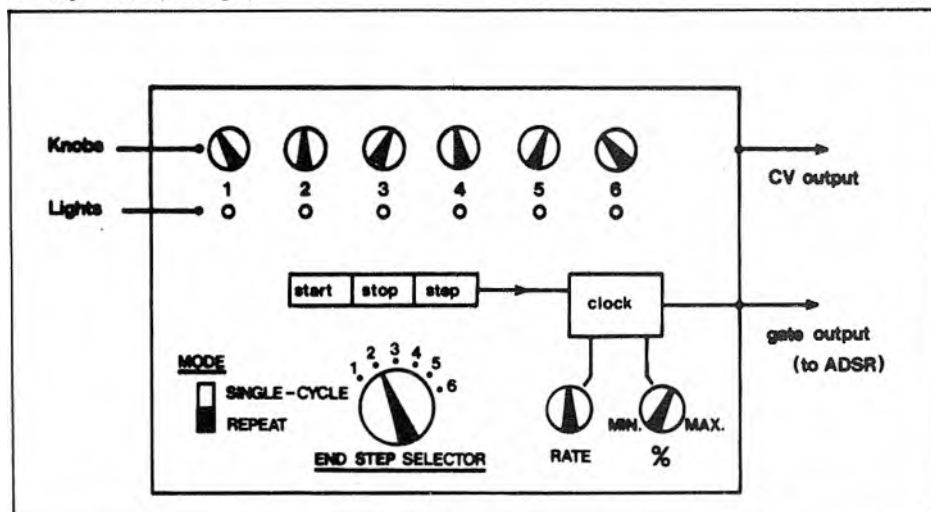 Knobs
1 2 3 4 5 6
CV output
Lights
start stop step
clock
gate output
(to ADSR)
MODE
SINGLE-CYCLE
REPEAT
1 2 3 4 5 6
END STEP SELECTOR
RATE
MIN. MAX.
%